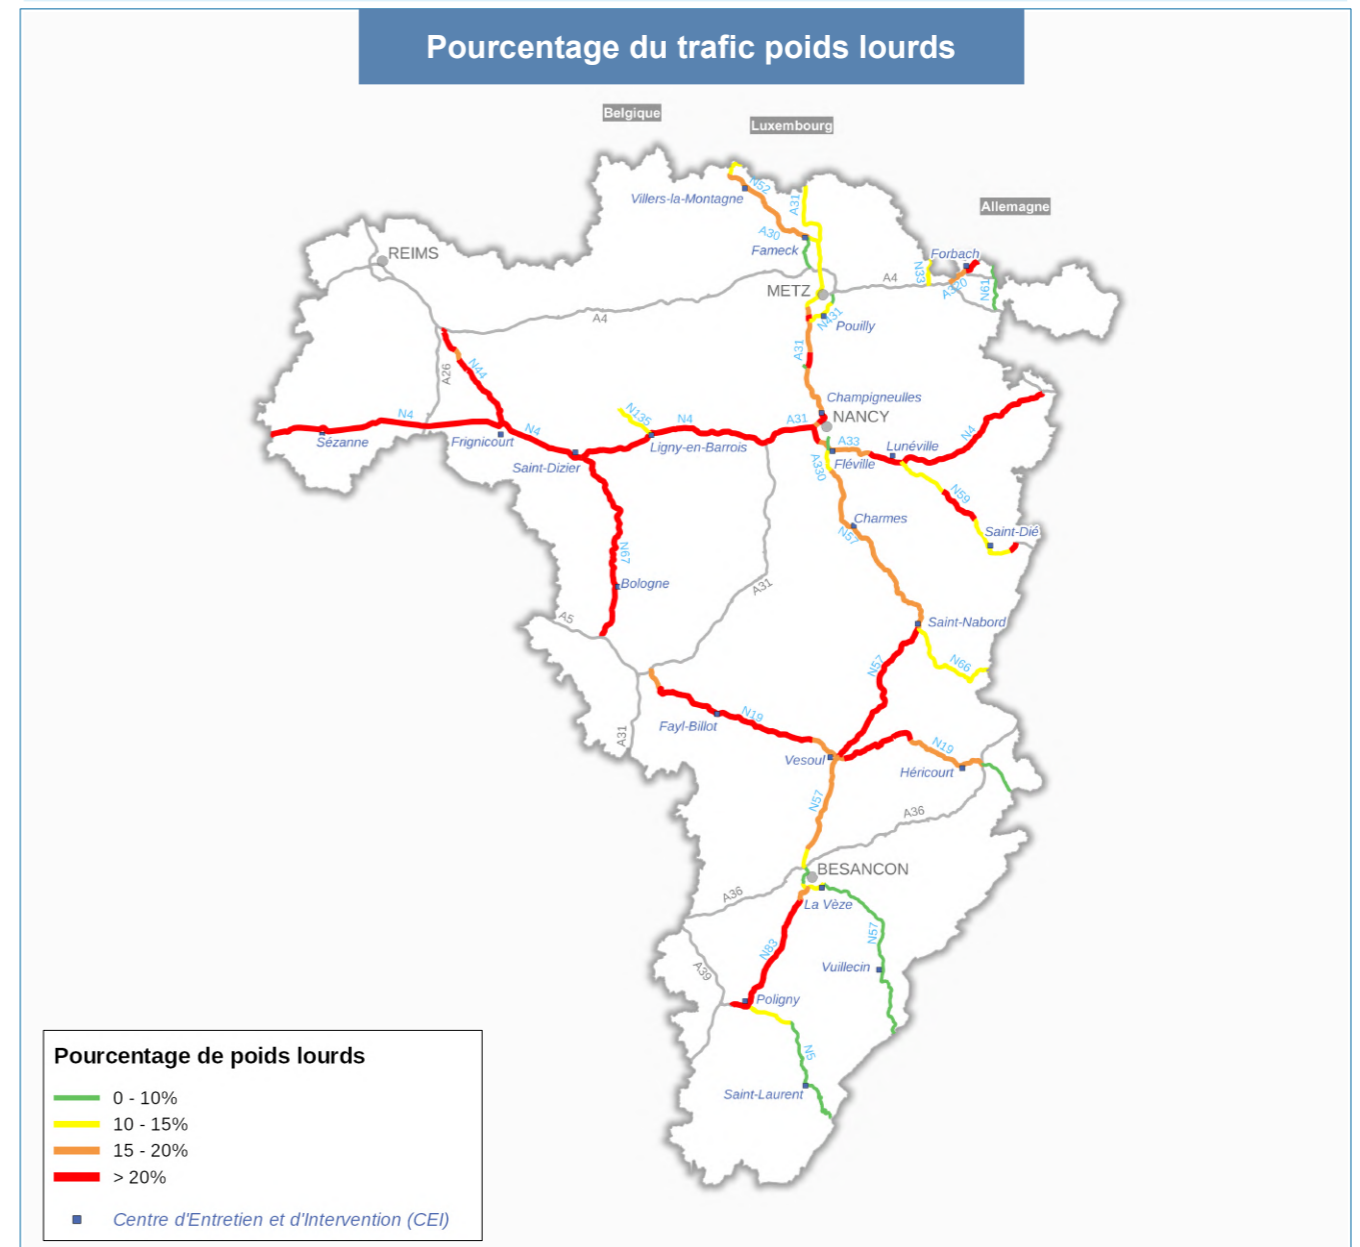 Pourcentage du trafic poids lourds
Belgique
Luxembourg
Allemagne
N52
Villers-la-Montagne
A31
A30
Fameck
REIMS
Forbach
N33
A4
A320
N61
METZ
N431
Pouilly
A4
A31
N44
A26
Champigneulles
NANCY
N4
N135
N4
A31
N4
Sézanne
Frignicourt
N4
Saint-Dizier
Ligny-en-Barrois
A33
Lunéville
Fléville
A330
N59
Charmes
N57
Saint-Dié
N67
Bologne
A31
A5
Saint-Nabord
N57
N66
Fayl-Billot
N19
A31
Vesoul
N19
Héricourt
N57
A36
BESANCON
A36
La Vèze
N57
N83
Vuillecin
A39
Poligny
N5
Saint-Laurent
Pourcentage de poids lourds
0 - 10%
10 - 15%
15 - 20%
> 20%
Centre d'Entretien et d'Intervention (CEI)